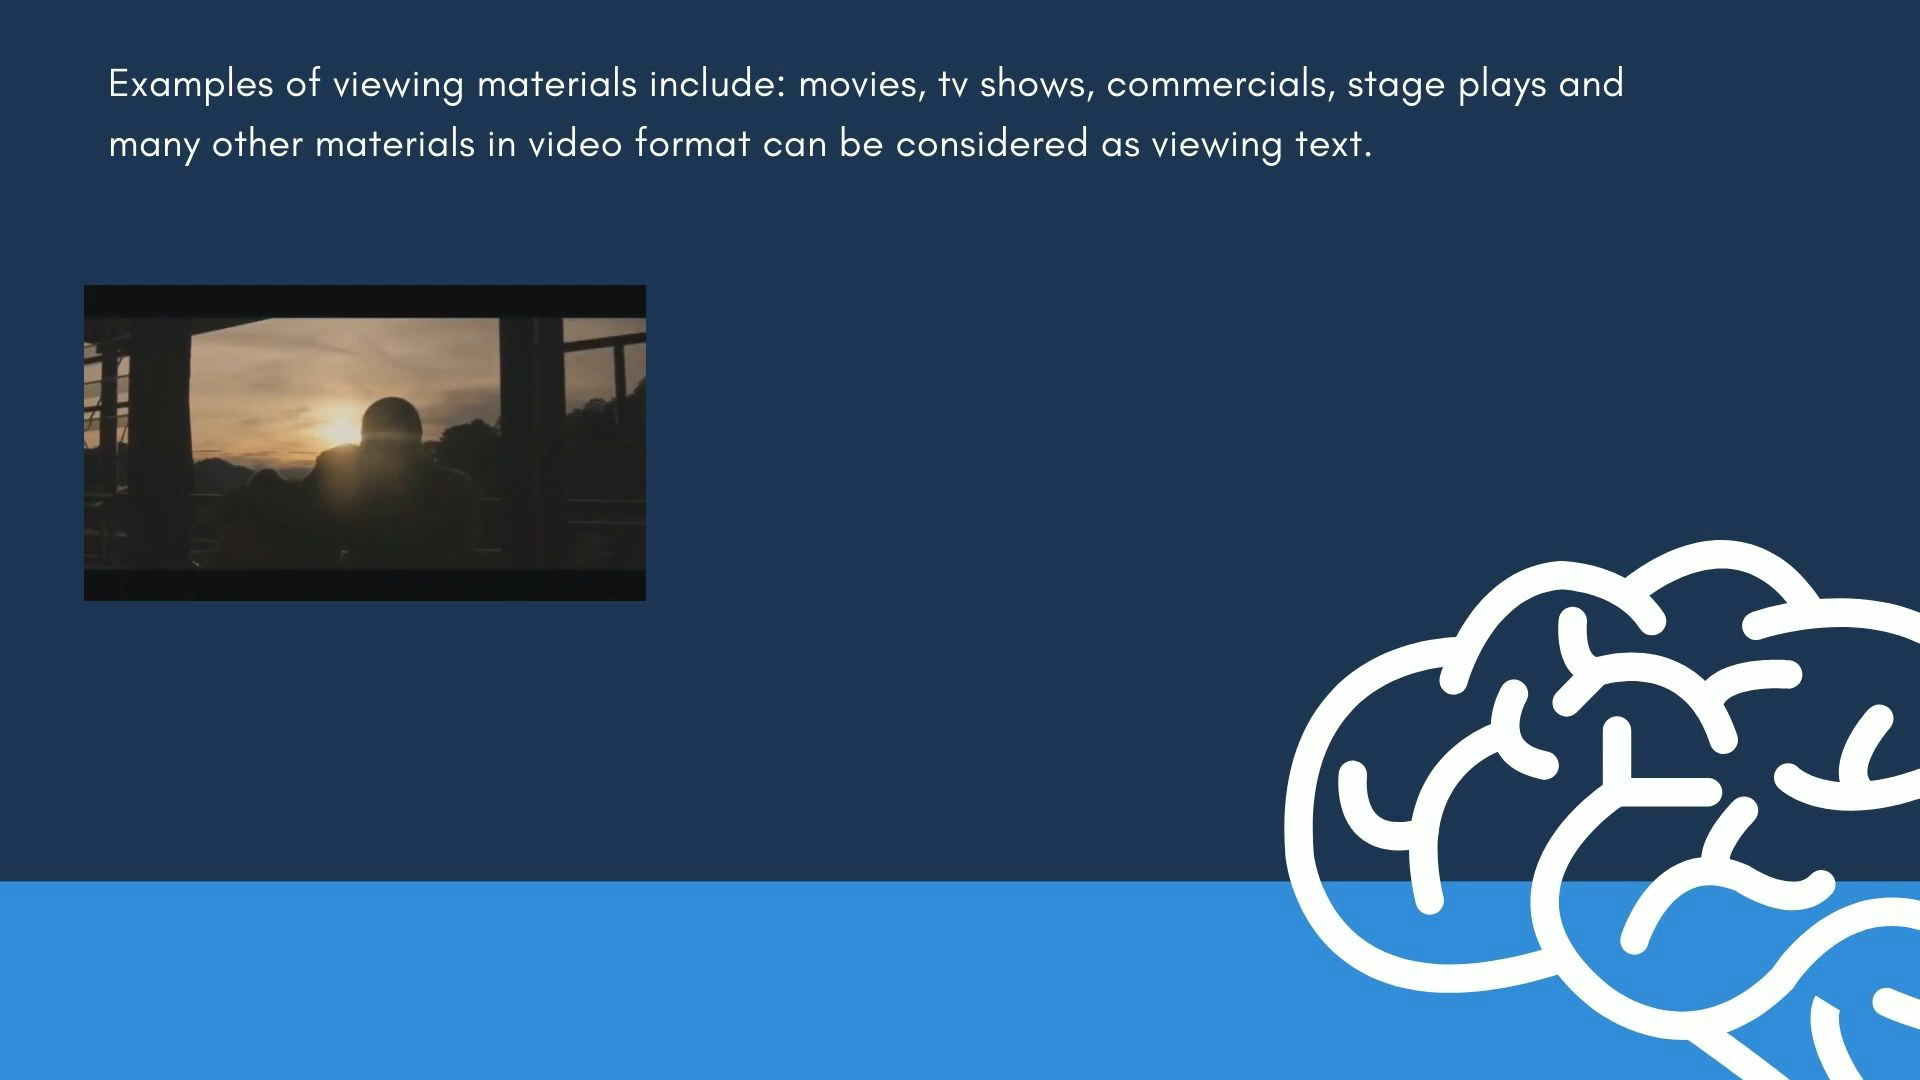 Examples of viewing materials include: movies, tv shows, commercials, stage plays and
many other materials in video format can be considered as viewing text.